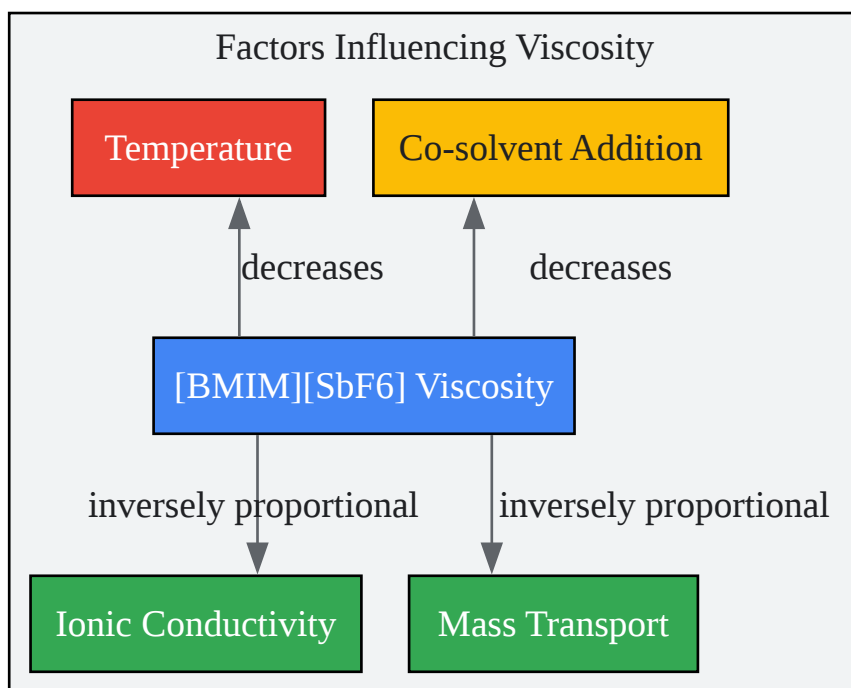 Factors Influencing Viscosity
Temperature
Co-solvent Addition
decreases
decreases
[BMIM][SbF6] Viscosity
inversely proportional
inversely proportional
Ionic Conductivity
Mass Transport